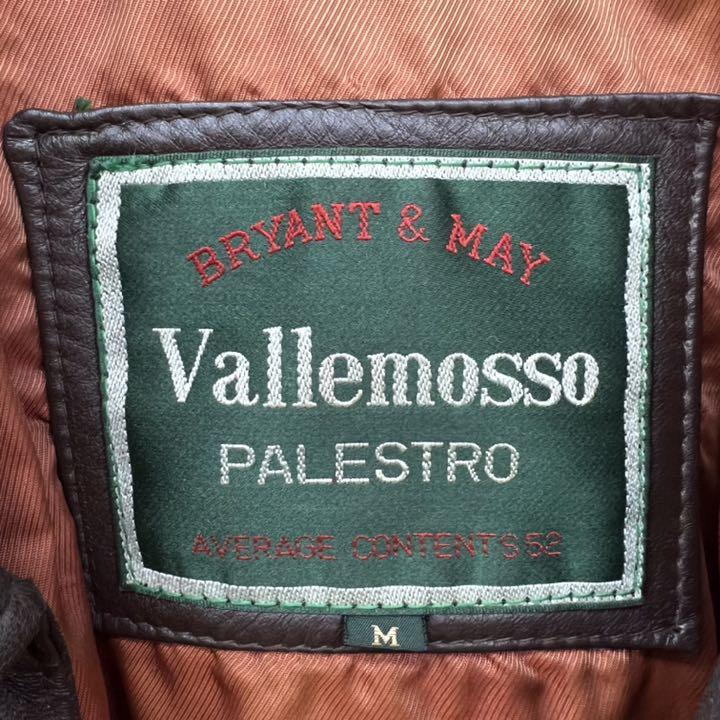 BRYANT & MAY
Vallemosso
PALESTRO
AVERAGE CONTENTS 52
M